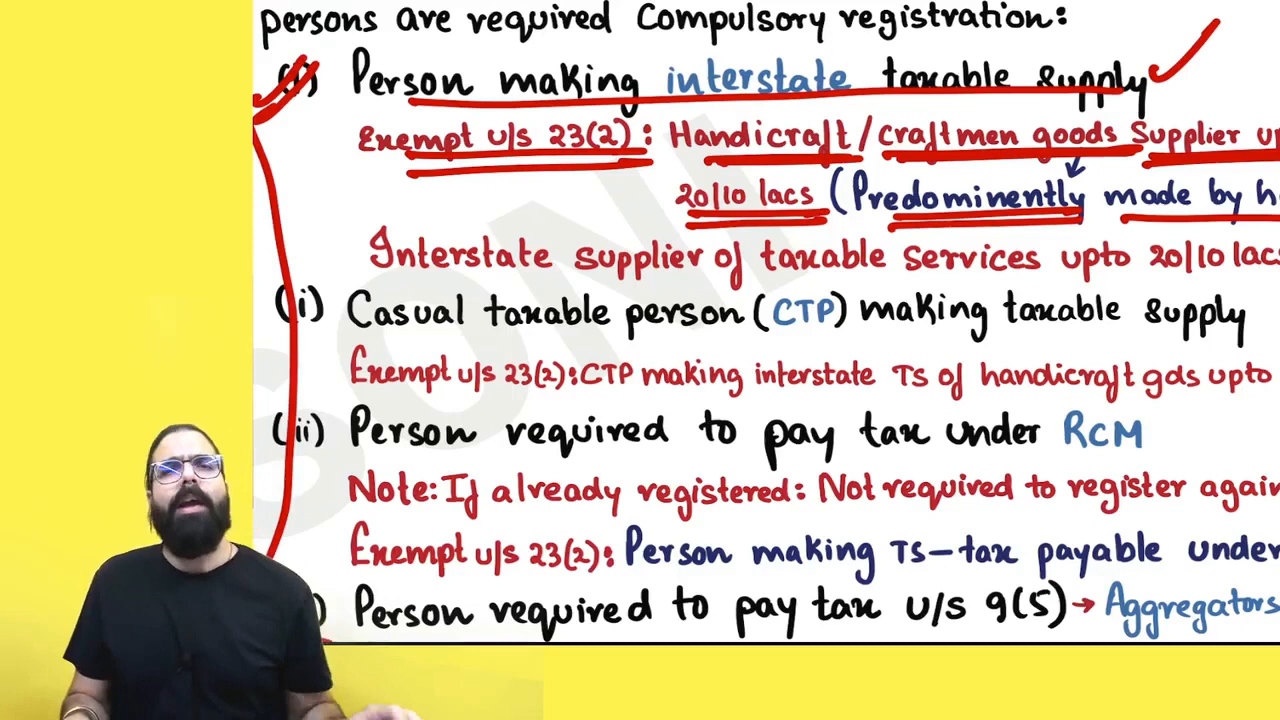 persons are required Compulsory registration:
(i) Person making interstate taxable supply
Exempt u/s 23(2): Handicraft/craftmen goods Supplier up
20/10 lacs (Predominently made by h
Interstate supplier of taxable services upto 20/10 lacs
(i) Casual taxable person (CTP) making taxable supply
Exempt u/s 23(2): CTP making interstate TS of handicraft gds upto
(ii) Person required to pay tax under RCM
Note: If already registered: Not required to register again
Exempt u/s 23(2): Person making TS-tax payable under
) Person required to pay tax u/s 9(5) → Aggregators
SONI